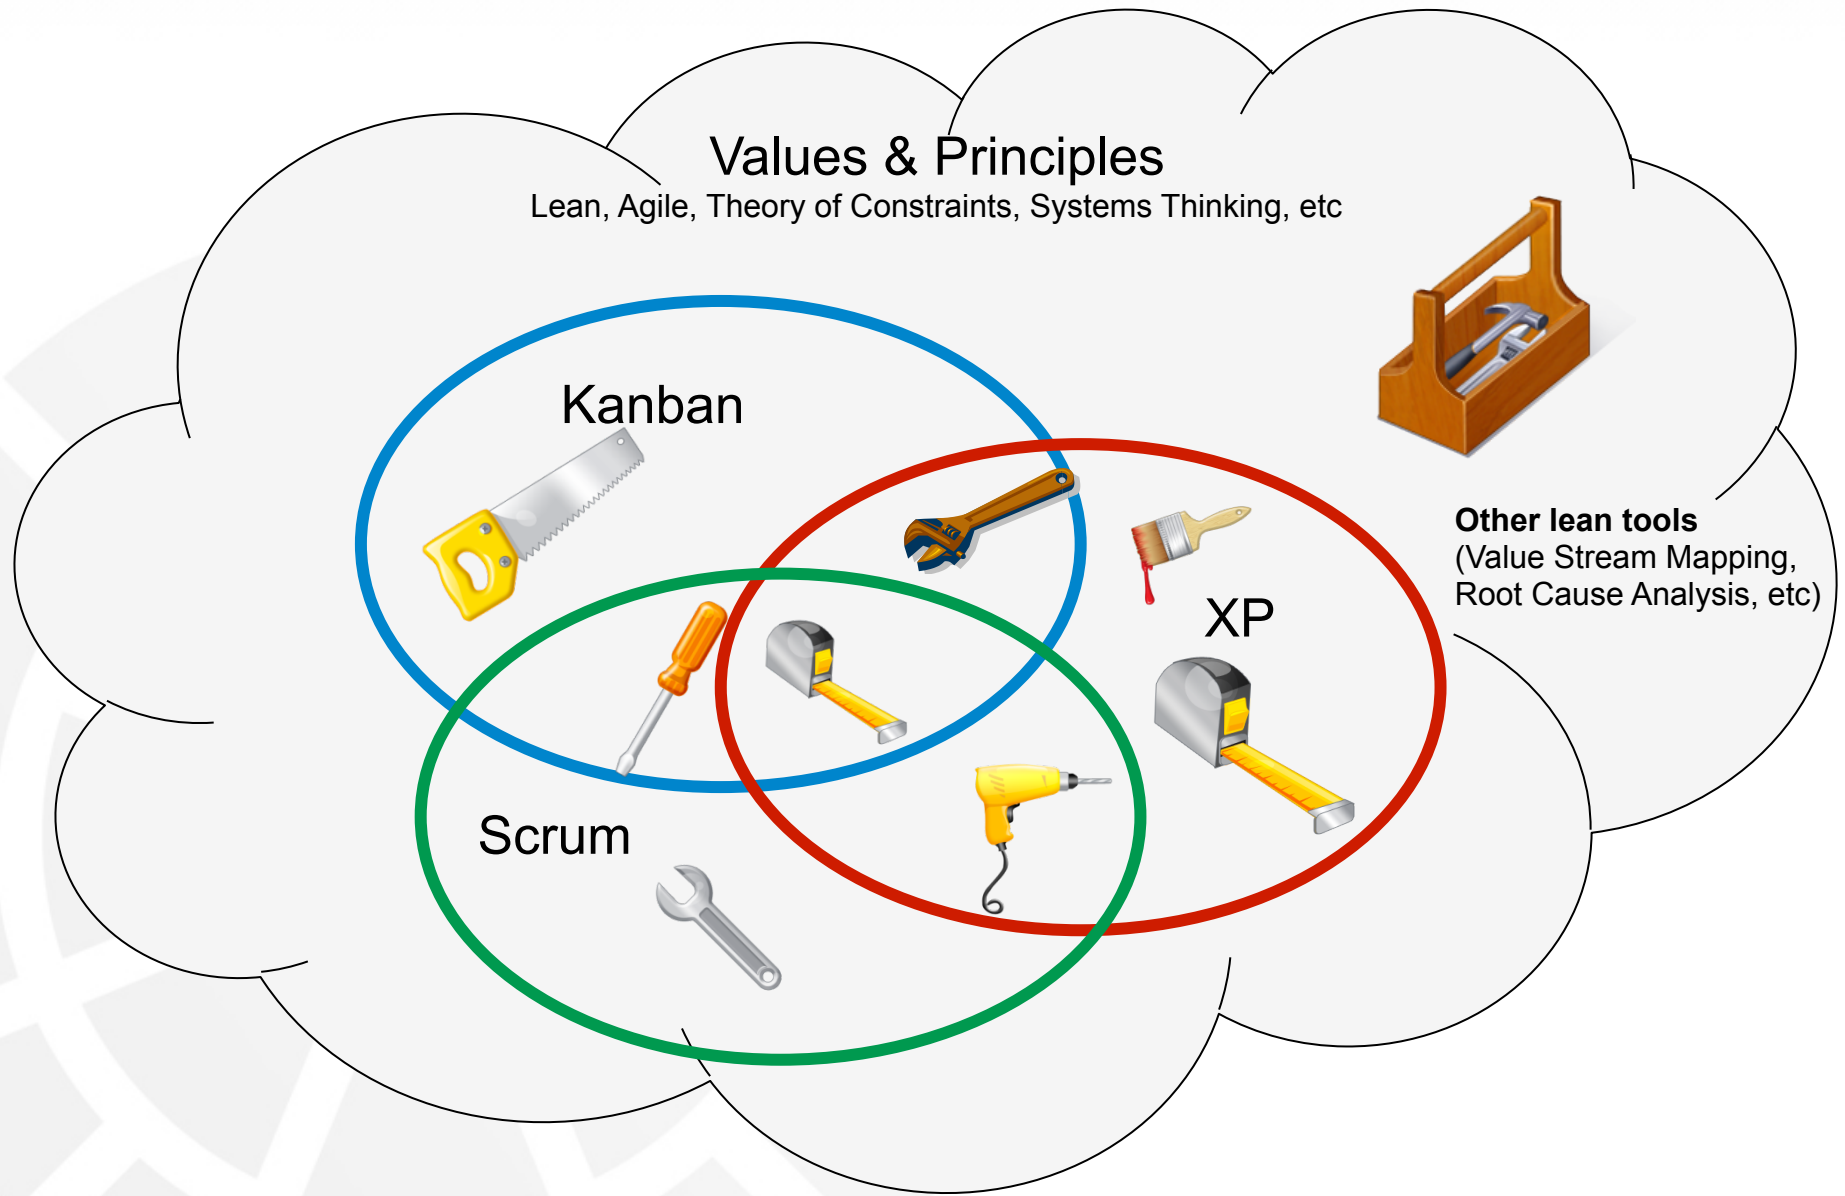 Values & Principles
Lean, Agile, Theory of Constraints, Systems Thinking, etc
Kanban
Other lean tools
(Value Stream Mapping,
Root Cause Analysis, etc)
XP
Scrum